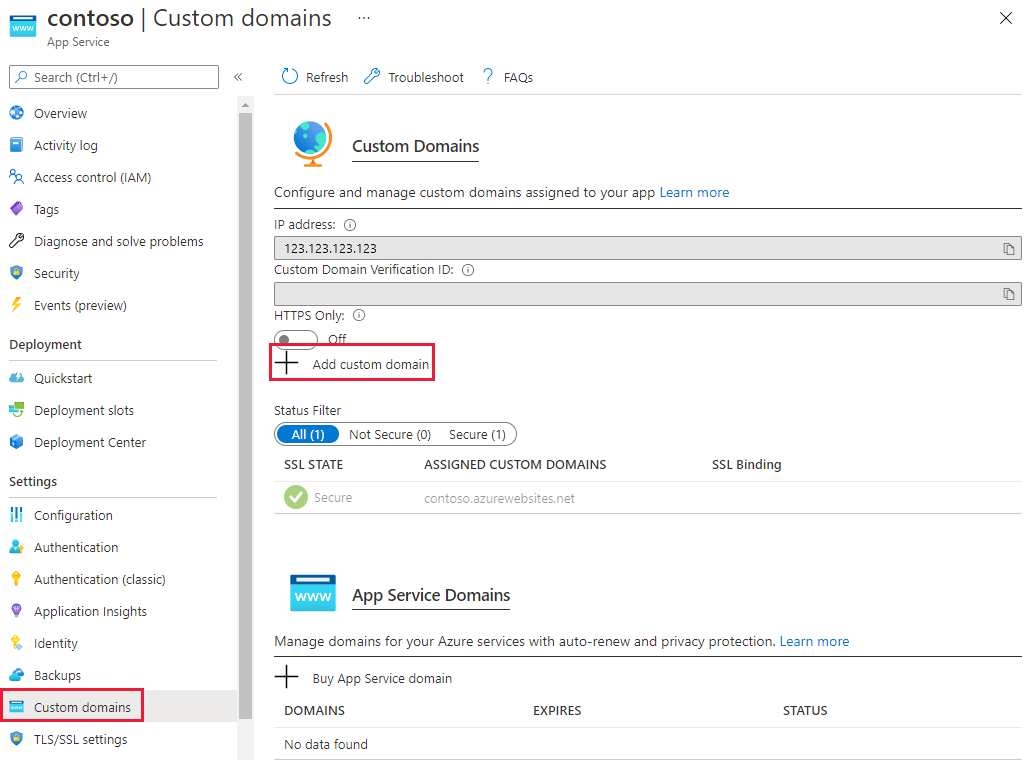 contoso | Custom domains ...
App Service
Search (Ctrl+/)
«
Overview
Activity log
Access control (IAM)
Tags
Diagnose and solve problems
Security
Events (preview)
Deployment
Quickstart
Deployment slots
Deployment Center
Settings
Configuration
Authentication
Authentication (classic)
Application Insights
Identity
Backups
Custom domains
TLS/SSL settings
Refresh Troubleshoot ? FAQs
Custom Domains
Configure and manage custom domains assigned to your app Learn more
IP address:
123.123.123.123
Custom Domain Verification ID:
HTTPS Only:
Off
Add custom domain
Status Filter
All (1) Not Secure (0) Secure (1)
SSL STATE ASSIGNED CUSTOM DOMAINS SSL Binding
Secure contoso.azurewebsites.net
www
App Service Domains
Manage domains for your Azure services with auto-renew and privacy protection. Learn more
Buy App Service domain
DOMAINS EXPIRES STATUS
No data found